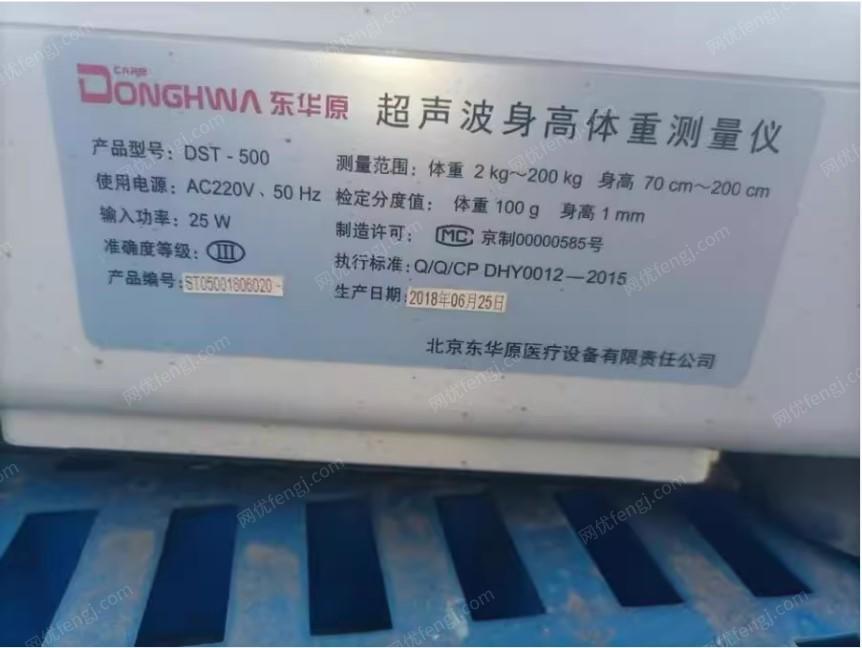 CARE
DONGHWA 东华原 超声波身高体重测量仪
产品型号：DST-500
使用电源：AC220V、50 Hz
输入功率：25 W
准确度等级：III
产品编号：ST05001806020-
测量范围：体重 2 kg～200 kg 身高 70 cm～200 cm
检定分度值：体重 100 g 身高 1 mm
制造许可：MC 京制00000585号
执行标准：Q/Q/CP DHY0012—2015
生产日期：2018年06月25日
北京东华原医疗设备有限责任公司
网优fengj.com